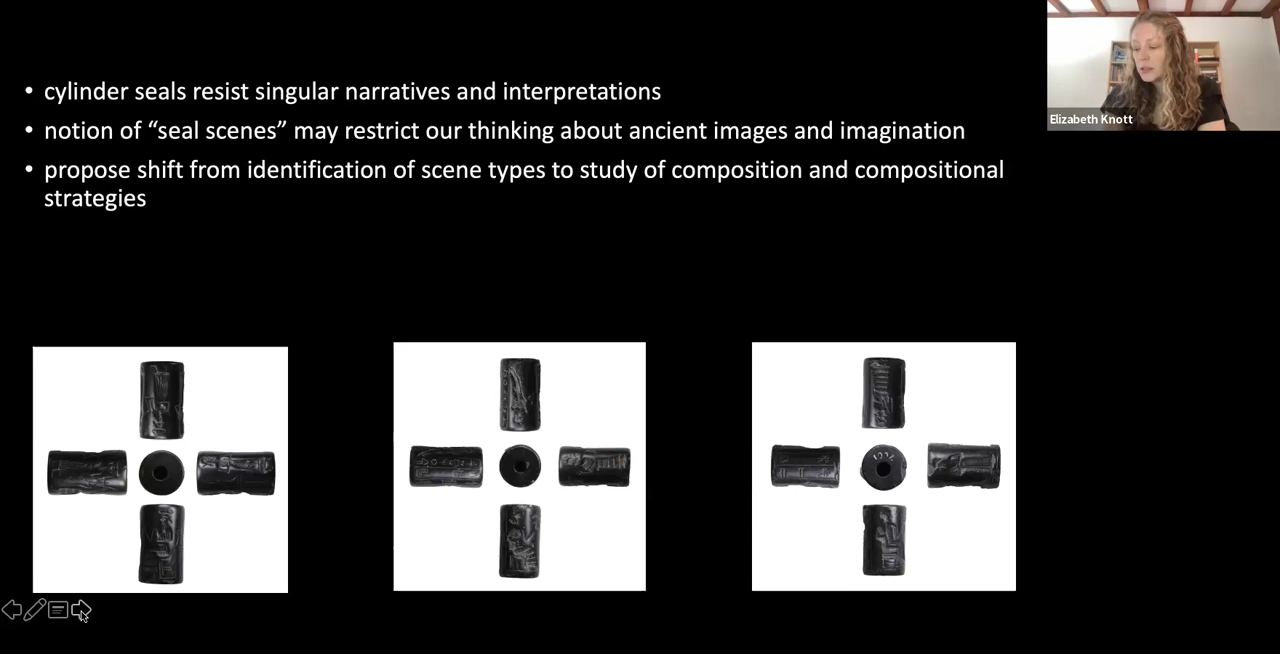 • cylinder seals resist singular narratives and interpretations
• notion of “seal scenes” may restrict our thinking about ancient images and imagination
• propose shift from identification of scene types to study of composition and compositional
strategies
Elizabeth Knott